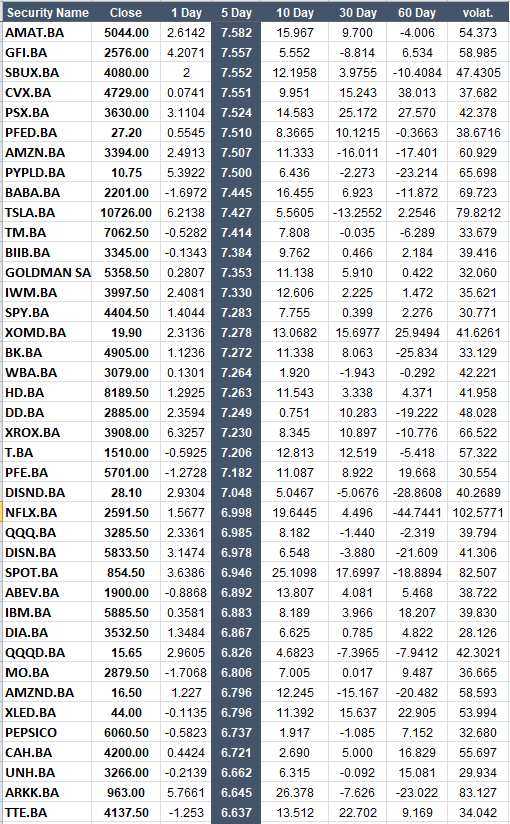 Security Name Close 1 Day 5 Day 10 Day 30 Day 60 Day volat.
AMAT.BA 5044.00 2.6142 7.582 15.967 9.700 -4.006 54.373
GFI.BA 2576.00 4.2071 7.557 5.552 -8.814 6.534 58.985
SBUX.BA 4080.00 2 7.552 12.1958 3.9755 -10.4084 47.4305
CVX.BA 4729.00 0.0741 7.551 9.951 15.243 38.013 37.682
PSX.BA 3630.00 3.1104 7.524 14.583 25.172 27.570 42.378
PFED.BA 27.20 0.5545 7.510 8.3665 10.1215 -0.3663 38.6716
AMZN.BA 3394.00 2.4913 7.507 11.333 -16.011 -17.401 60.929
PYPLD.BA 10.75 5.3922 7.500 6.436 -2.273 -23.214 65.698
BABA.BA 2201.00 -1.6972 7.445 16.455 6.923 -11.872 69.723
TSLA.BA 10726.00 6.2138 7.427 5.5605 -13.2552 2.2546 79.8212
TM.BA 7062.50 -0.5282 7.414 7.808 -0.035 -6.289 33.679
BIIB.BA 3345.00 -0.1343 7.384 9.762 0.466 2.184 39.416
GOLDMAN SA 5358.50 0.2807 7.353 11.138 5.910 0.422 32.060
IWM.BA 3997.50 2.4081 7.330 12.606 2.225 1.472 35.621
SPY.BA 4404.50 1.4044 7.283 7.755 0.399 2.276 30.771
XOMD.BA 19.90 2.3136 7.278 13.0682 15.6977 25.9494 41.6261
BK.BA 4905.00 1.1236 7.272 11.338 8.063 -25.834 33.129
WBA.BA 3079.00 0.1301 7.264 1.920 -1.943 -0.292 42.221
HD.BA 8189.50 1.2925 7.263 11.543 3.338 4.371 41.958
DD.BA 2885.00 2.3594 7.249 0.751 10.283 -19.222 48.028
XROX.BA 3908.00 6.3257 7.230 8.345 10.897 -10.776 66.522
T.BA 1510.00 -0.5925 7.206 12.813 12.519 -5.418 57.322
PFE.BA 5701.00 -1.2728 7.182 11.087 8.922 19.668 30.554
DISND.BA 28.10 2.9304 7.048 5.0467 -5.0676 -28.8608 40.2689
NFLX.BA 2591.50 1.5677 6.998 19.6445 4.496 -44.7441 102.5771
QQQ.BA 3285.50 2.3361 6.985 8.182 -1.440 -2.319 39.794
DISN.BA 5833.50 3.1474 6.978 6.548 -3.880 -21.609 41.306
SPOT.BA 854.50 3.6386 6.946 25.1098 17.6997 -18.8894 82.507
ABEV.BA 1900.00 -0.8868 6.892 13.807 4.081 5.468 38.722
IBM.BA 5885.50 0.3581 6.883 8.189 3.966 18.207 39.830
DIA.BA 3532.50 1.3484 6.867 6.625 0.785 4.822 28.126
QQQD.BA 15.65 2.9605 6.826 4.6823 -7.3965 -7.9412 42.3021
MO.BA 2879.50 -1.7068 6.806 7.005 0.017 9.487 36.665
AMZND.BA 16.50 1.227 6.796 12.245 -15.167 -20.482 58.593
XLED.BA 44.00 -0.1135 6.796 11.392 15.637 22.905 53.994
PEPSICO 6060.50 -0.5823 6.737 1.917 -1.085 7.152 32.680
CAH.BA 4200.00 0.4424 6.721 2.690 5.000 16.829 55.697
UNH.BA 3266.00 -0.2139 6.662 6.315 -0.092 15.081 29.934
ARKK.BA 963.00 5.7661 6.645 26.378 -7.626 -23.022 83.127
TTE.BA 4137.50 -1.253 6.637 13.512 22.702 9.169 34.042